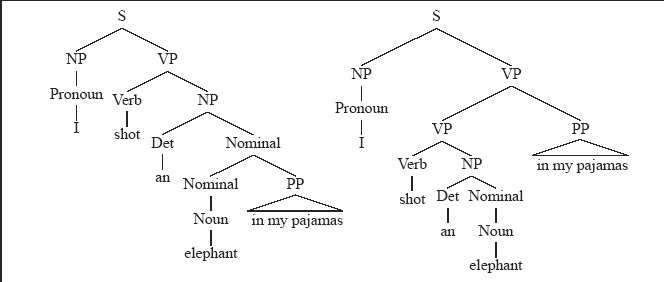 S S
NP VP NP VP
Pronoun Verb NP Pronoun VP PP
I shot Det Nominal I Verb NP in my pajamas
an Nominal PP shot Det Nominal
Noun in my pajamas an Noun
elephant elephant